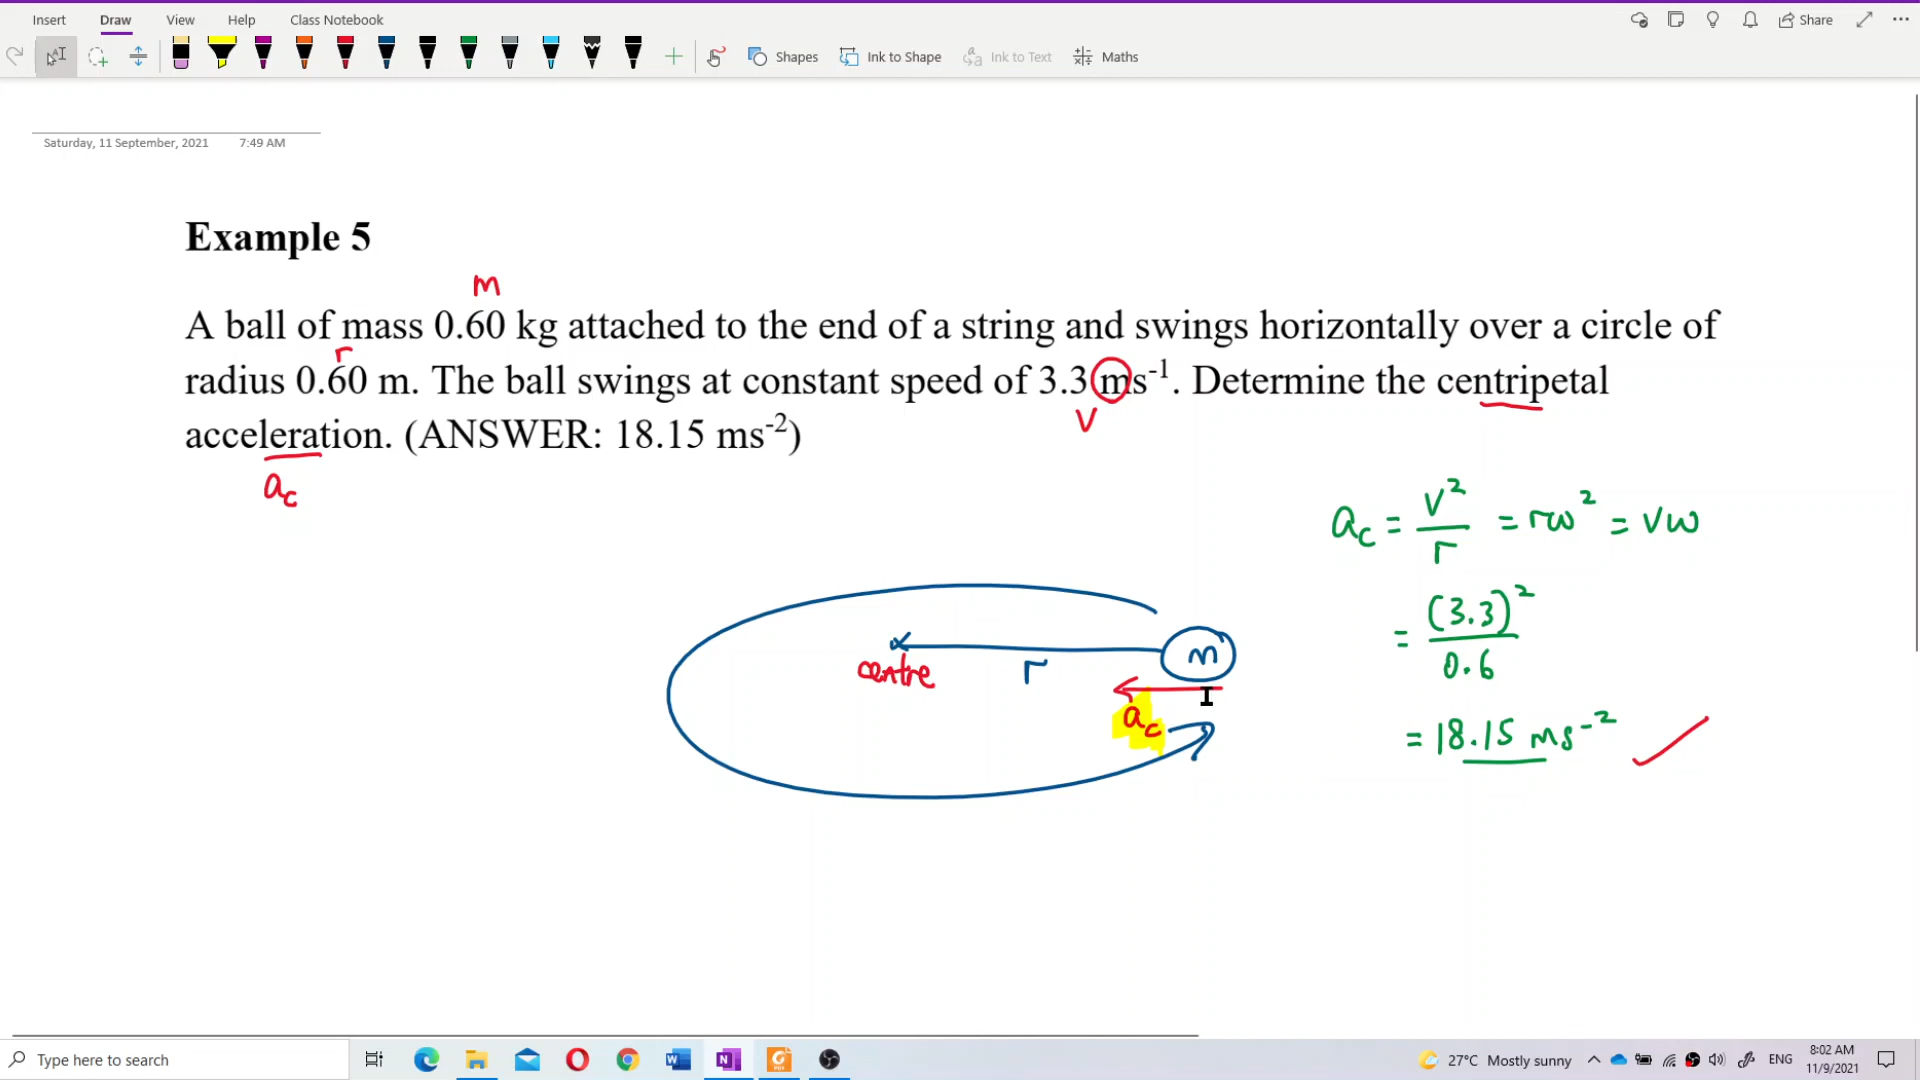 Insert Draw View Help Class Notebook Share
Shapes Ink to Shape Ink to Text Maths
Saturday, 11 September, 2021 7:49 AM
Example 5
m
A ball of mass 0.60 kg attached to the end of a string and swings horizontally over a circle of
r
radius 0.60 m. The ball swings at constant speed of 3.3 ms⁻¹. Determine the centripetal
v
acceleration. (ANSWER: 18.15 ms⁻²)
ac
ac = v²/r = rω² = vω
= (3.3)²/0.6
= 18.15 ms⁻²
m
centre
r
ac
Type here to search
27°C Mostly sunny
ENG
8:02 AM
11/9/2021